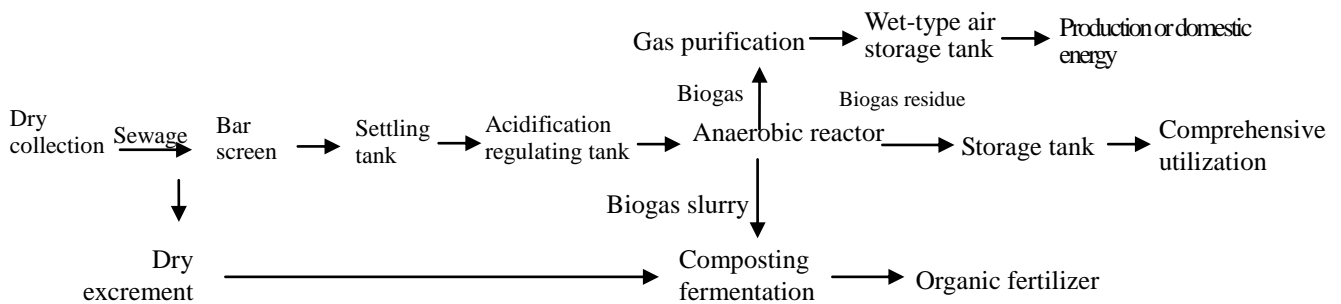 Gas purification
Wet-type air
storage tank
Production or domestic
energy
Biogas
Biogas residue
Dry
collection
Sewage
Bar
screen
Settling
tank
Acidification
regulating tank
Anaerobic reactor
Storage tank
Comprehensive
utilization
Biogas slurry
Dry
excrement
Composting
fermentation
Organic fertilizer